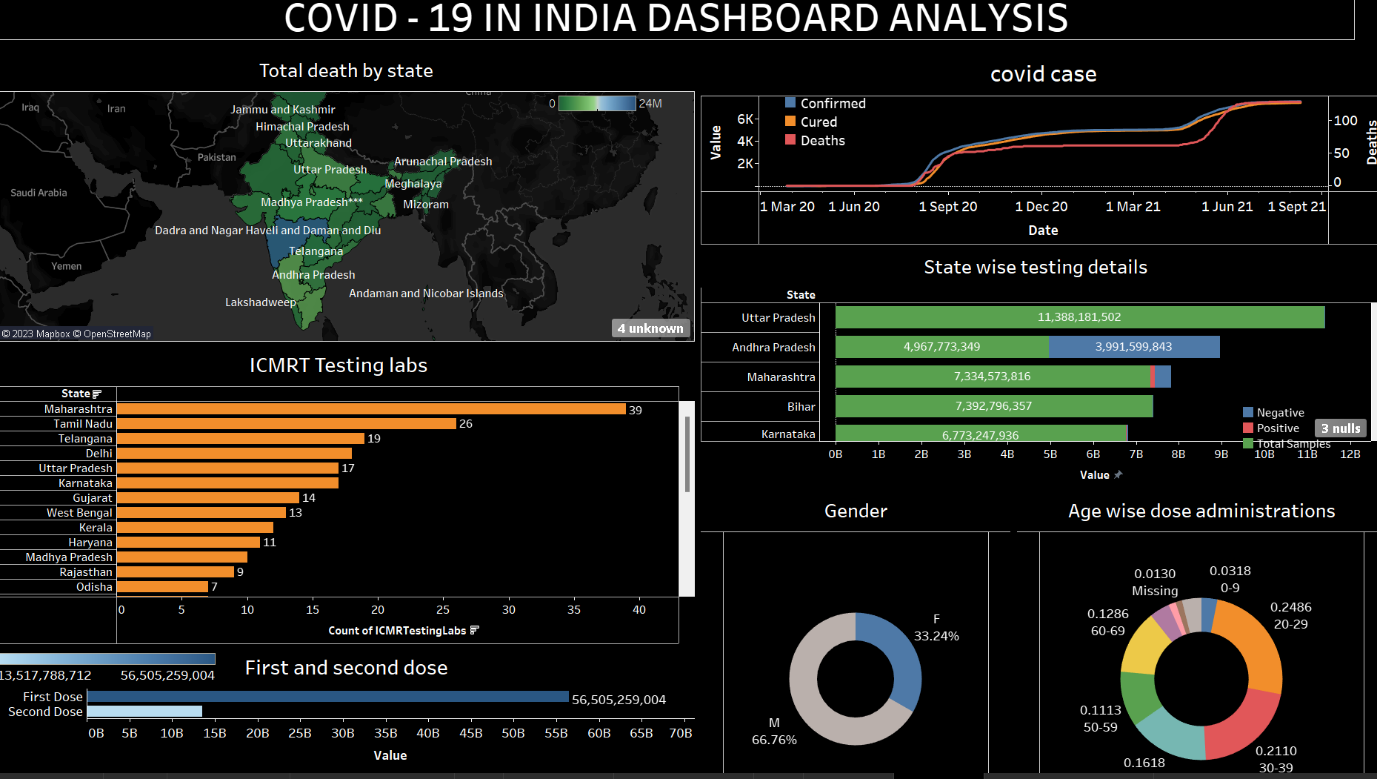 COVID - 19 IN INDIA DASHBOARD ANALYSIS
Total death by state
Iraq
Iran
Pakistan
Saudi Arabia
Yemen
China
0
24M
Jammu and Kashmir
Himachal Pradesh
Uttarakhand
Arunachal Pradesh
Uttar Pradesh
Meghalaya
Madhya Pradesh***
Mizoram
Dadra and Nagar Haveli and Daman and Diu
Telangana
Andhra Pradesh
Andaman and Nicobar Islands
Lakshadweep
© 2023 Mapbox © OpenStreetMap
4 unknown
covid case
Confirmed
Cured
Deaths
Value
6K
4K
2K
100
50
0
Deaths
1 Mar 20
1 Jun 20
1 Sept 20
1 Dec 20
1 Mar 21
1 Jun 21
1 Sept 21
Date
State wise testing details
State
Uttar Pradesh
11,388,181,502
Andhra Pradesh
4,967,773,349
3,991,599,843
Maharashtra
7,334,573,816
Bihar
7,392,796,357
Karnataka
6,773,247,936
Negative
Positive
Total Samples
3 nulls
0B
1B
2B
3B
4B
5B
6B
7B
8B
9B
10B
11B
12B
Value
ICMRT Testing labs
State
Maharashtra
39
Tamil Nadu
26
Telangana
19
Delhi
Uttar Pradesh
17
Karnataka
Gujarat
14
West Bengal
13
Kerala
Haryana
11
Madhya Pradesh
Rajasthan
9
Odisha
7
0
5
10
15
20
25
30
35
40
Count of ICMRTestingLabs
First and second dose
13,517,788,712
56,505,259,004
First Dose
56,505,259,004
Second Dose
0B
5B
10B
15B
20B
25B
30B
35B
40B
45B
50B
55B
60B
65B
70B
Value
Gender
F
33.24%
M
66.76%
Age wise dose administrations
0.0130
Missing
0.0318
0-9
0.1286
60-69
0.2486
20-29
0.1113
50-59
0.1618
0.2110
30-39